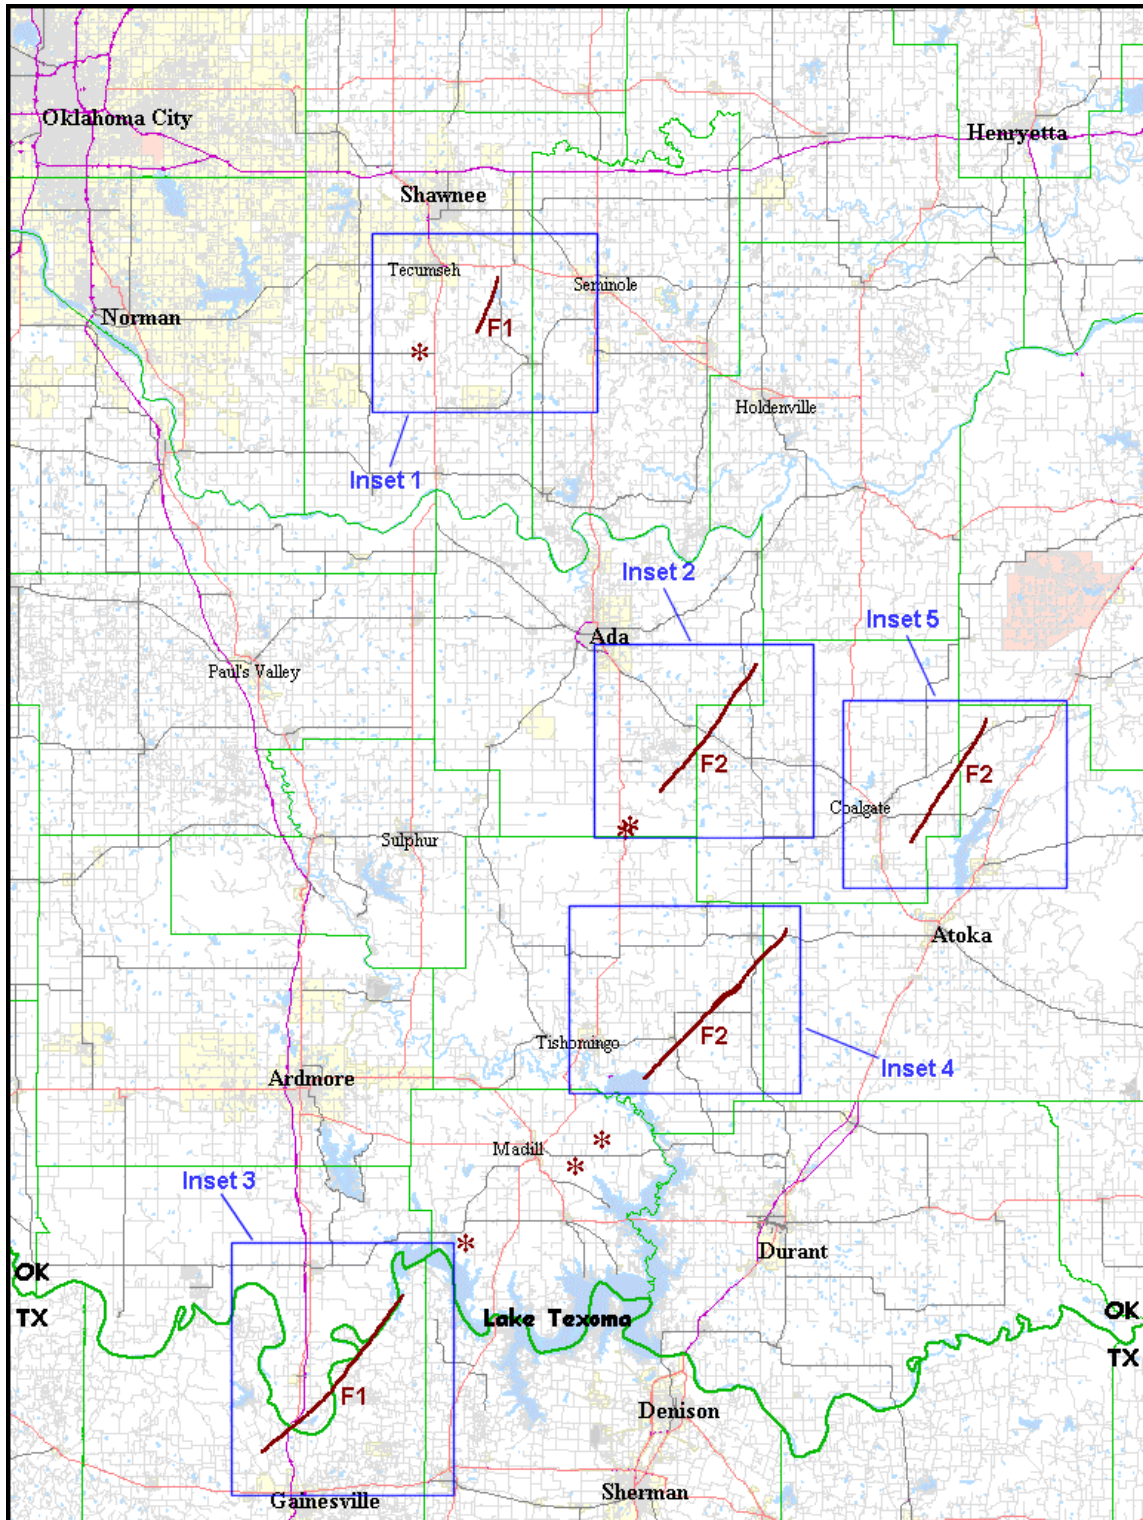 Oklahoma City
Henryetta
Shawnee
Tecumseh
Seminole
Norman
F1
*
Holdenville
Inset 1
Inset 2
Inset 5
Ada
Paul's Valley
F2
F2
Coalgate
**
Sulphur
Atoka
F2
Tishomingo
Inset 4
Ardmore
*
Madill
*
Inset 3
*
Durant
OK
TX
Lake Texoma
OK
TX
F1
Denison
Sherman
Gainesville